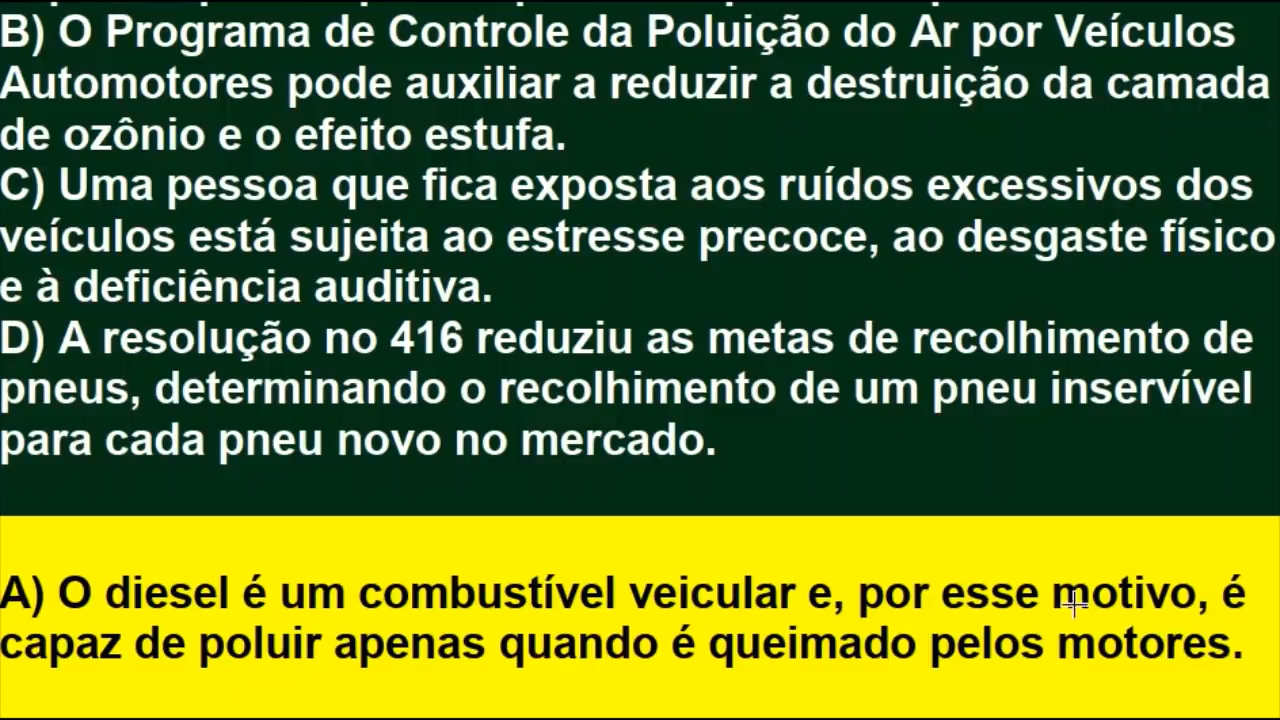 B) O Programa de Controle da Poluição do Ar por Veículos
Automotores pode auxiliar a reduzir a destruição da camada
de ozônio e o efeito estufa.
C) Uma pessoa que fica exposta aos ruídos excessivos dos
veículos está sujeita ao estresse precoce, ao desgaste físico
e à deficiência auditiva.
D) A resolução no 416 reduziu as metas de recolhimento de
pneus, determinando o recolhimento de um pneu inservível
para cada pneu novo no mercado.
A) O diesel é um combustível veicular e, por esse motivo, é
capaz de poluir apenas quando é queimado pelos motores.